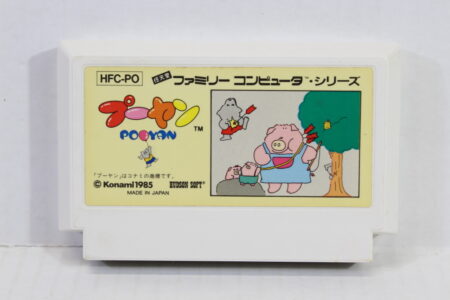 HFC-PO
任天堂 ファミリー コンピュータ・シリーズ
プーヤン
POOYAN
TM
「プーヤン」はコナミの商標です。
© Konami 1985 HUDSON SOFT
MADE IN JAPAN